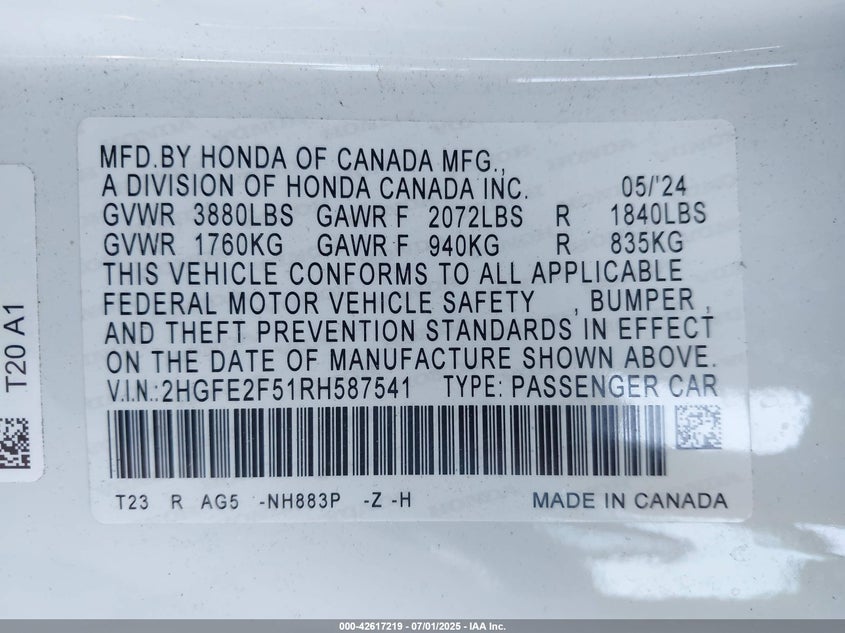 MFD.BY HONDA OF CANADA MFG.,
A DIVISION OF HONDA CANADA INC. 05/'24
GVWR 3880LBS GAWR F 2072LBS R 1840LBS
GVWR 1760KG GAWR F 940KG R 835KG
THIS VEHICLE CONFORMS TO ALL APPLICABLE
FEDERAL MOTOR VEHICLE SAFETY , BUMPER ,
AND THEFT PREVENTION STANDARDS IN EFFECT
ON THE DATE OF MANUFACTURE SHOWN ABOVE.
V.I.N.:2HGFE2F51RH587541 TYPE: PASSENGER CAR
T23 R AG5 -NH883P -Z -H MADE IN CANADA
T20 A1
000-42617219 - 07/01/2025 - IAA Inc.